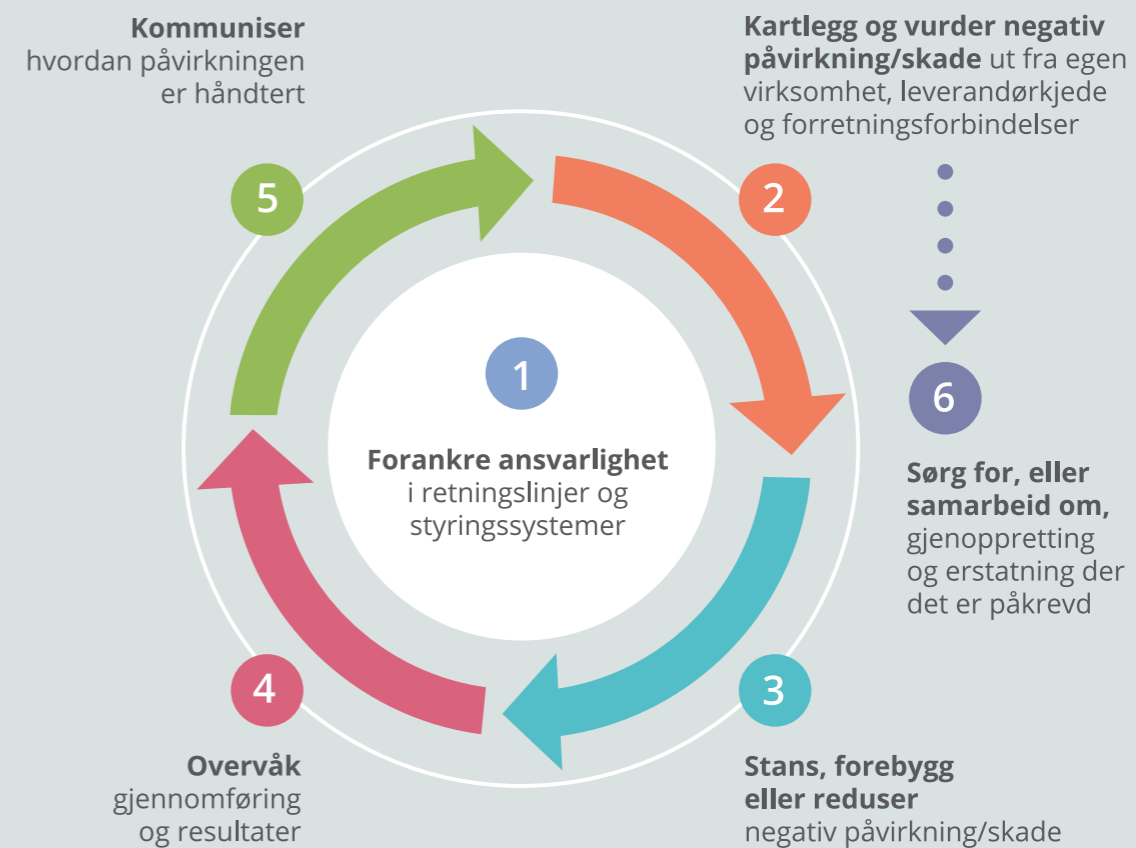 1
Forankre ansvarlighet
i retningslinjer og
styringssystemer
2
Kartlegg og vurder negativ
påvirkning/skade ut fra egen
virksomhet, leverandørkjede
og forretningsforbindelser
3
Stans, forebygg
eller reduser
negativ påvirkning/skade
4
Overvåk
gjennomføring
og resultater
5
Kommuniser
hvordan påvirkningen
er håndtert
6
Sørg for, eller
samarbeid om,
gjenoppretting
og erstatning der
det er påkrevd